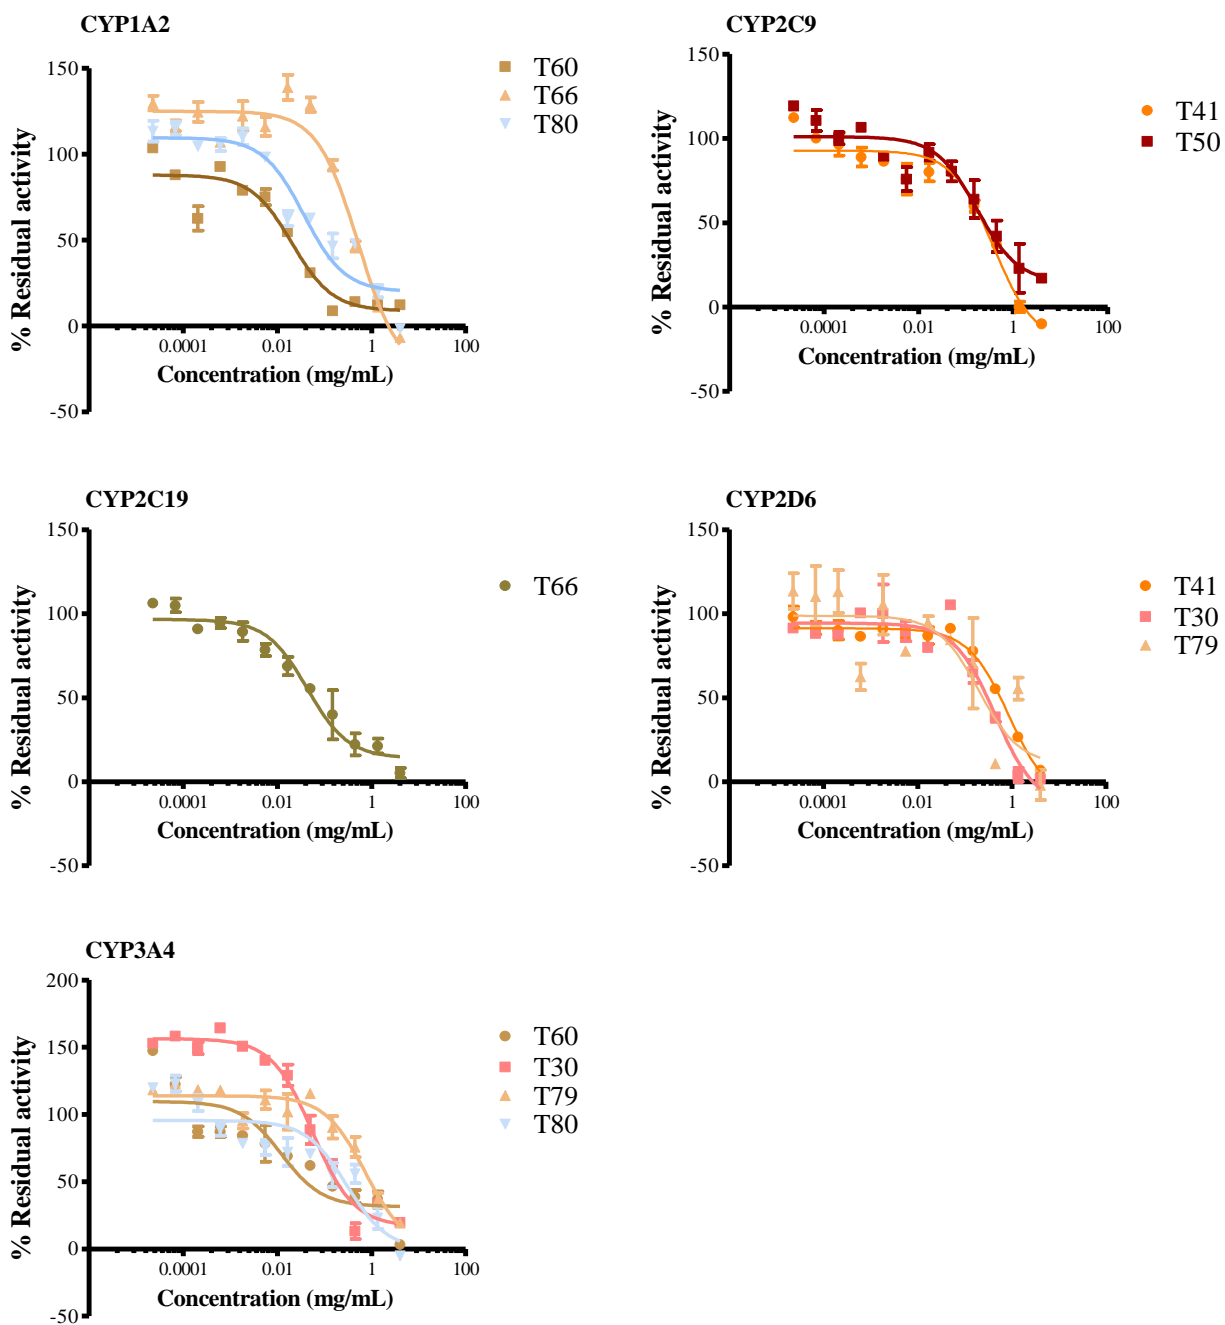 CYP1A2
150
100
50
0
-50
% Residual activity
0.0001
0.01
1
100
Concentration (mg/mL)
T60
T66
T80
CYP2C9
150
100
50
0
-50
% Residual activity
0.0001
0.01
1
100
Concentration (mg/mL)
T41
T50
CYP2C19
150
100
50
0
-50
% Residual activity
0.0001
0.01
1
100
Concentration (mg/mL)
T66
CYP2D6
150
100
50
0
-50
% Residual activity
0.0001
0.01
1
100
Concentration (mg/mL)
T41
T30
T79
CYP3A4
200
150
100
50
0
-50
% Residual activity
0.0001
0.01
1
100
Concentration (mg/mL)
T60
T30
T79
T80